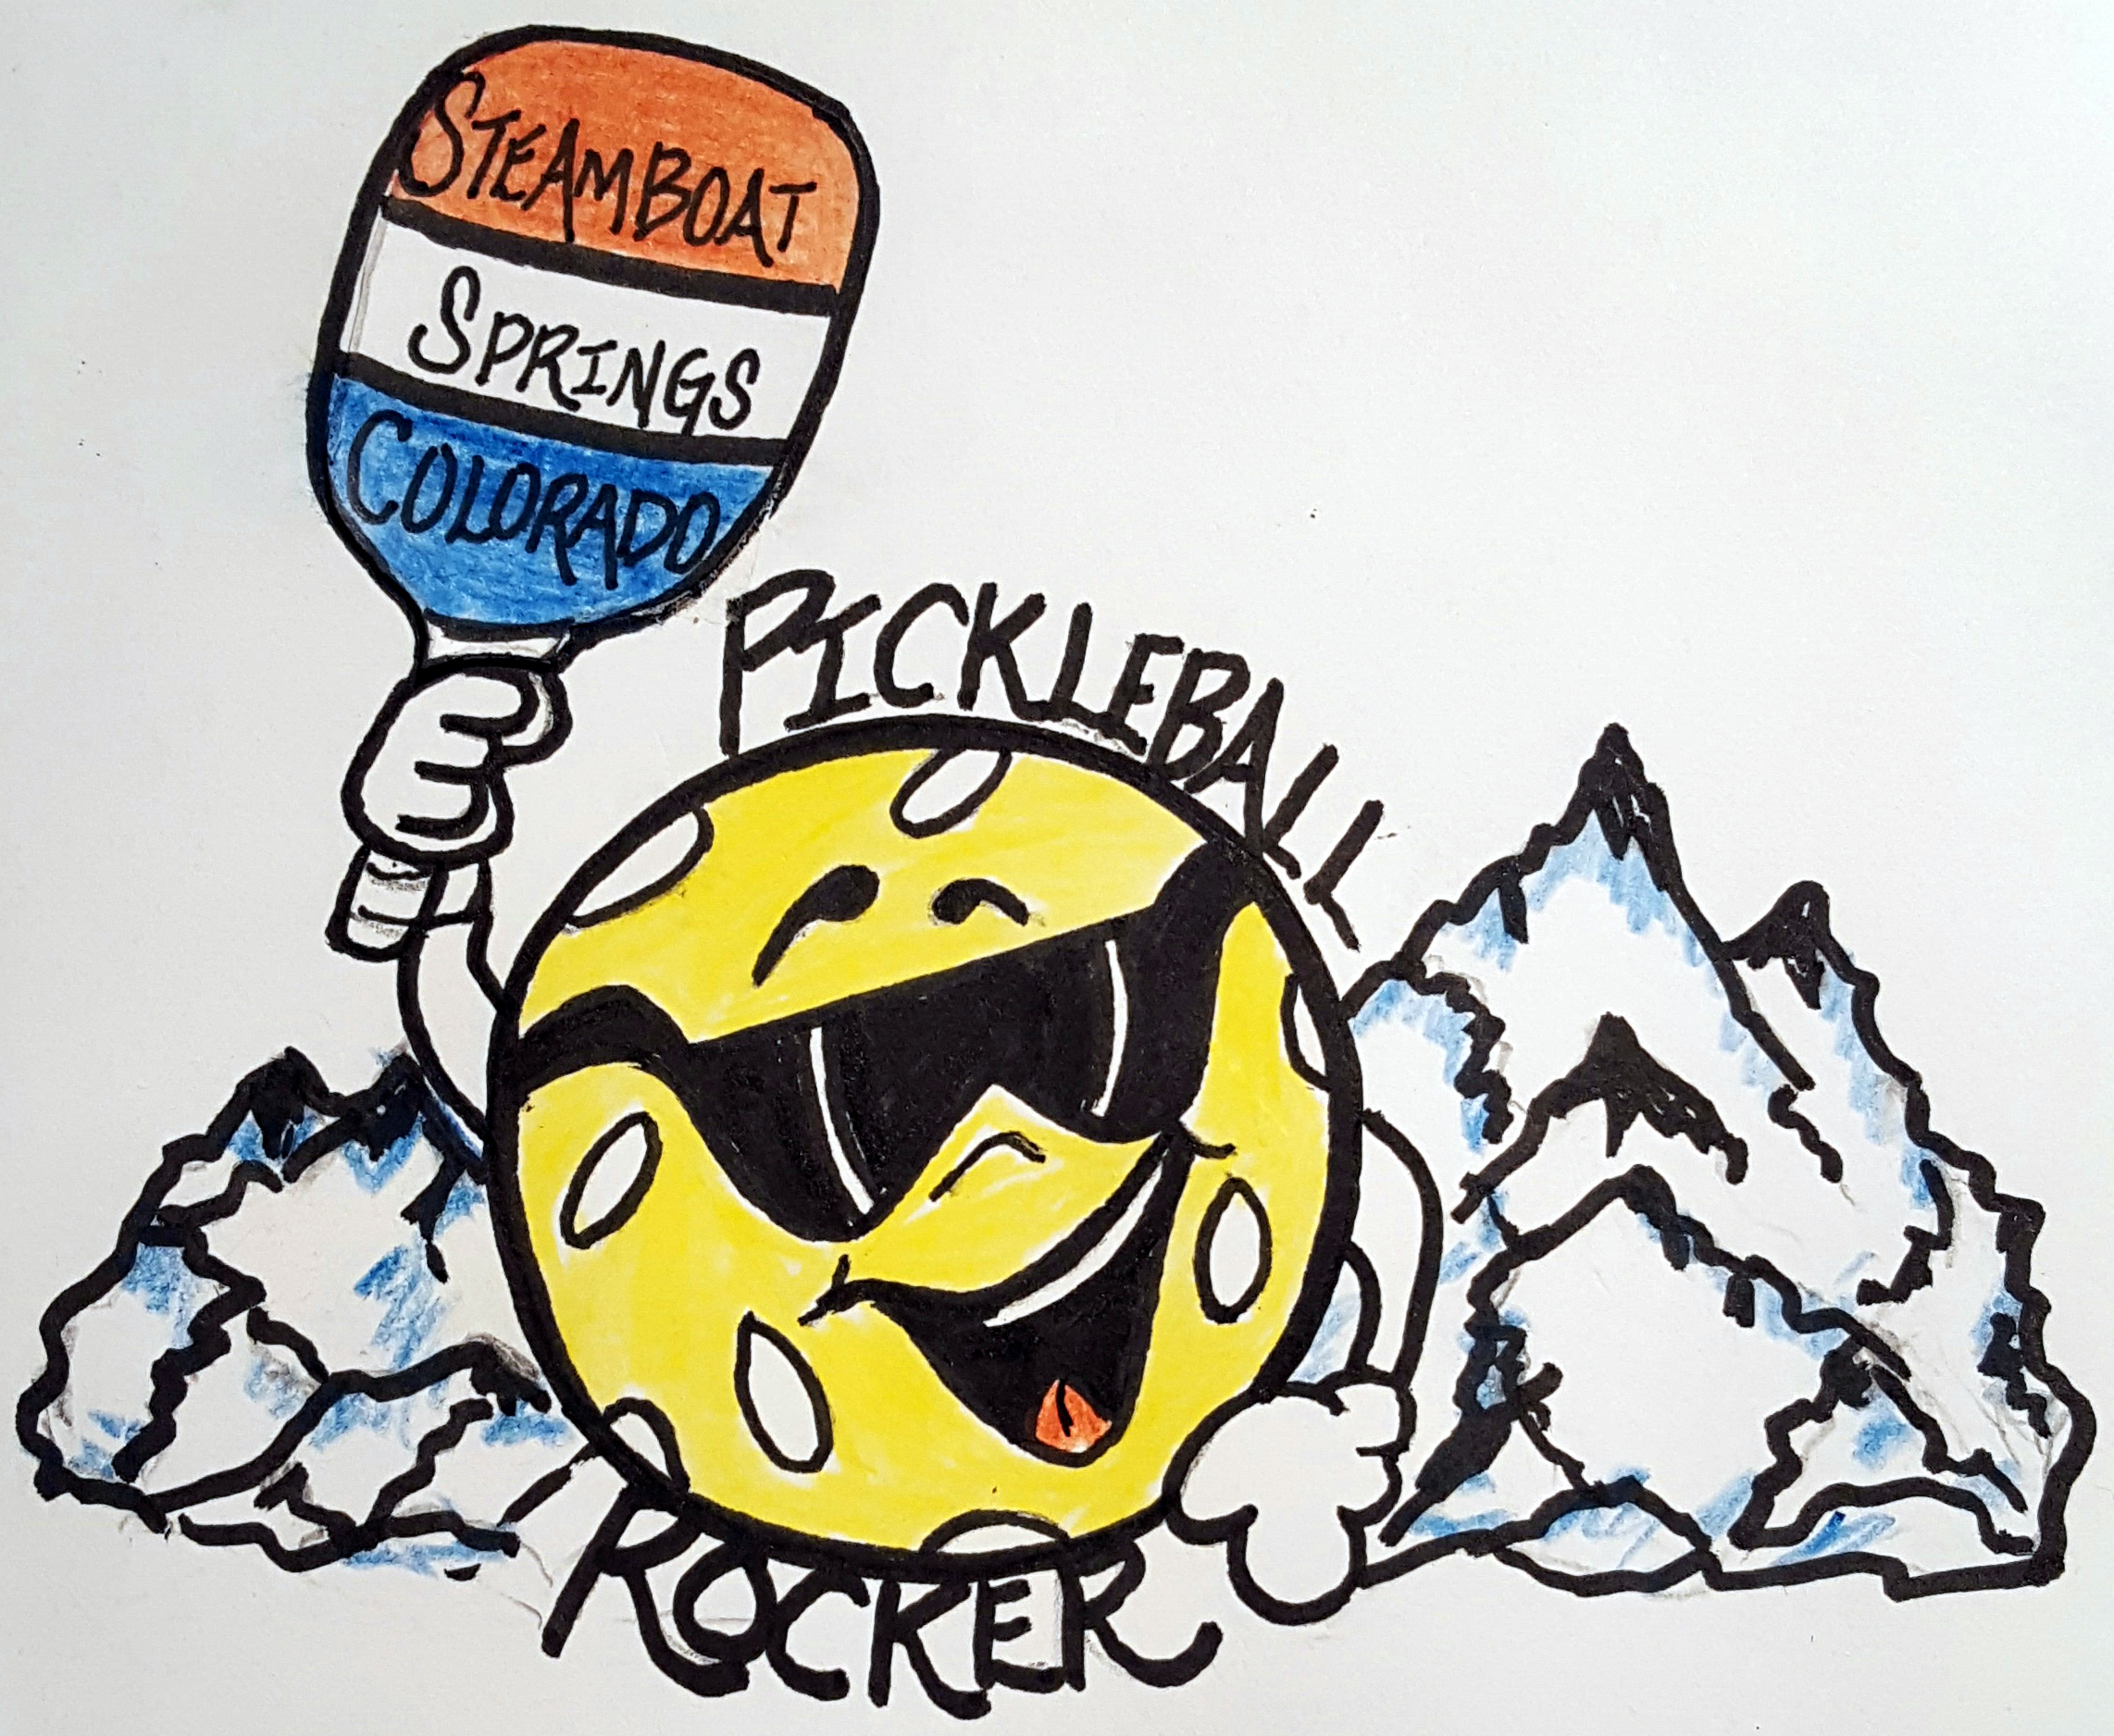 STEAMBOAT
SPRINGS
COLORADO
PICKLEBALL
ROCKER